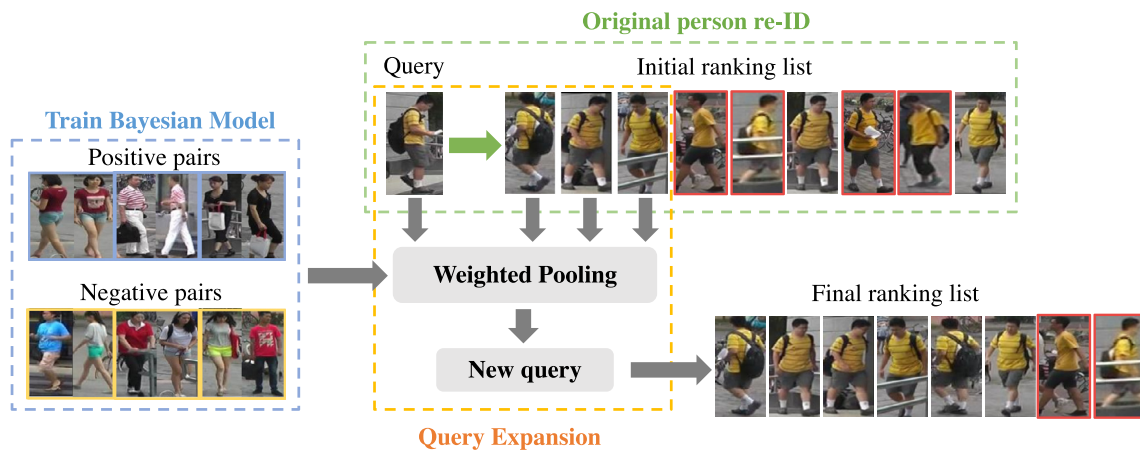 Original person re-ID
Query
Initial ranking list
Train Bayesian Model
Positive pairs
Weighted Pooling
Negative pairs
Final ranking list
New query
Query Expansion